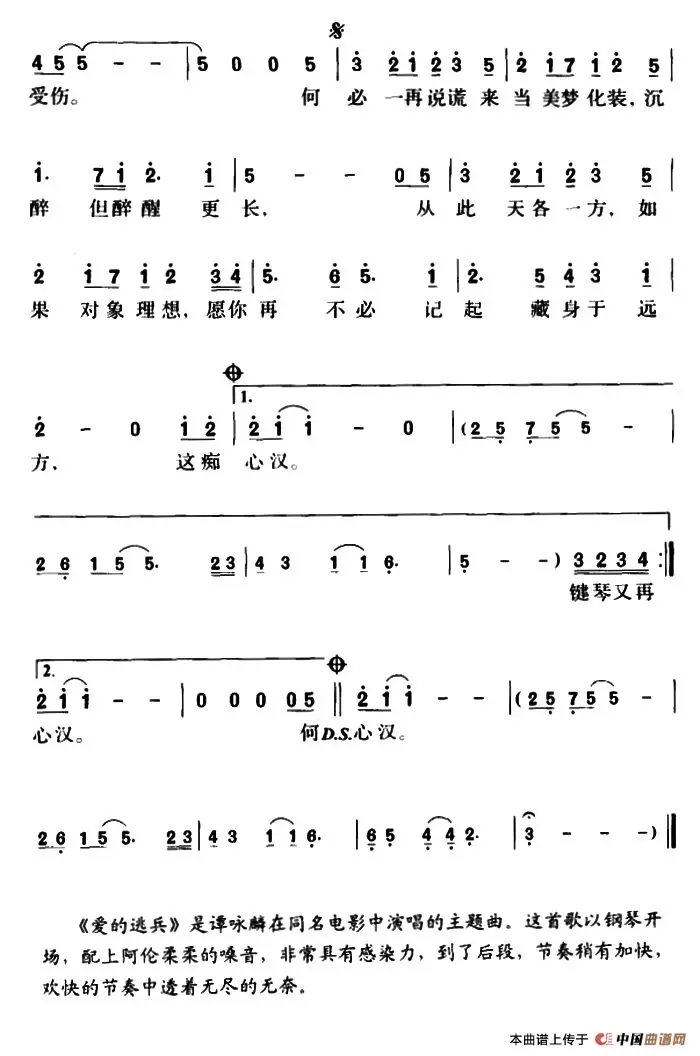 4 5 5 - - | 5 0 0 5 | 3 2 1 2 3 5 | 2 1 7 1 2 5 |
受伤。 何 必 一再说谎 来 当 美梦 化装，沉
1· 7 1 2· 1 | 5 - - 0 5 | 3 2 1 2 3 5 |
醉 但醉 醒 更 长， 从 此 天各 一 方，如
2 1 7 1 2 3 4 | 5· 6 5· 1 | 2· 5 4 3 1 |
果 对象理想，愿你 再 不 必 记 起 藏 身 于 远
1.
2 - 0 1 2 | 2 1 1 - 0 | (2 5 7 5 5 - |
方， 这痴 心汉。
2 6 1 5 5· 2 3 | 4 3 1 1 6· | 5 - - ) 3 2 3 4 :||
键琴又再
2.
2 1 1 - - | 0 0 0 0 5 || 2 1 1 - - | (2 5 7 5 5 - |
心汉。 何D.S.心汉。
2 6 1 5 5· 2 3 | 4 3 1 1 6· | 6 5 4 4 2· | 3 - - - ) ||
《爱的逃兵》是谭咏麟在同名电影中演唱的主题曲。这首歌以钢琴开
场，配上阿伦柔柔的嗓音，非常具有感染力，到了后段，节奏稍有加快，
欢快的节奏中透着无尽的无奈。
本曲谱上传于 中国曲谱网